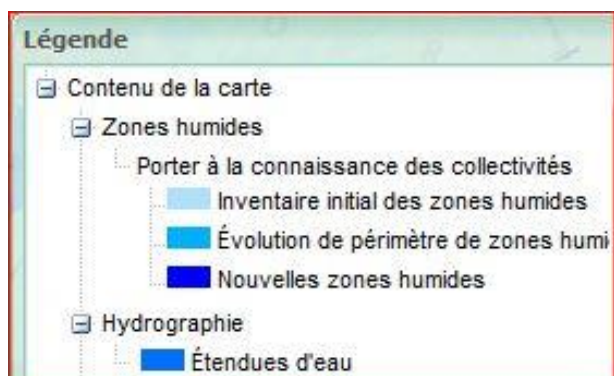 Légende
Contenu de la carte
Zones humides
Porter à la connaissance des collectivités
Inventaire initial des zones humides
Évolution de périmètre de zones humi
Nouvelles zones humides
Hydrographie
Étendues d'eau